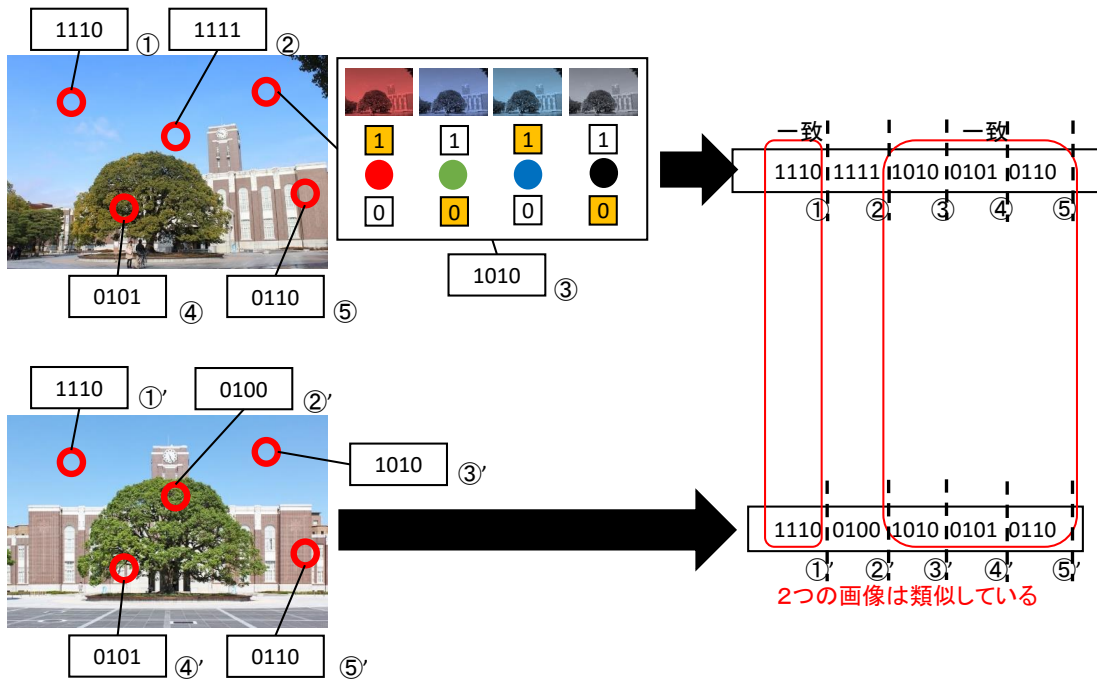 1110 ① 1111 ②
1 1 1 1
0 0 0 0
1010 ③
0101 ④ 0110 ⑤
一致 一致
1110 1111 1010 0101 0110
① ② ③ ④ ⑤
1110 ①’ 0100 ②’
1010 ③’
0101 ④’ 0110 ⑤’
1110 0100 1010 0101 0110
①’ ②’ ③’ ④’ ⑤’
2つの画像は類似している